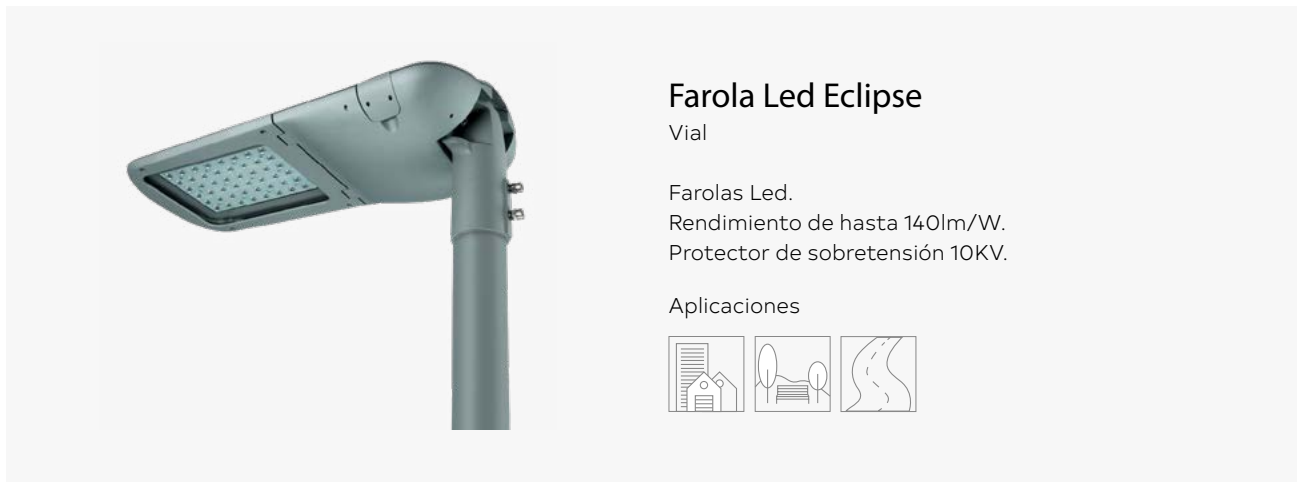 Farola Led Eclipse
Vial
Farolas Led.
Rendimiento de hasta 140lm/W.
Protector de sobretensión 10KV.
Aplicaciones